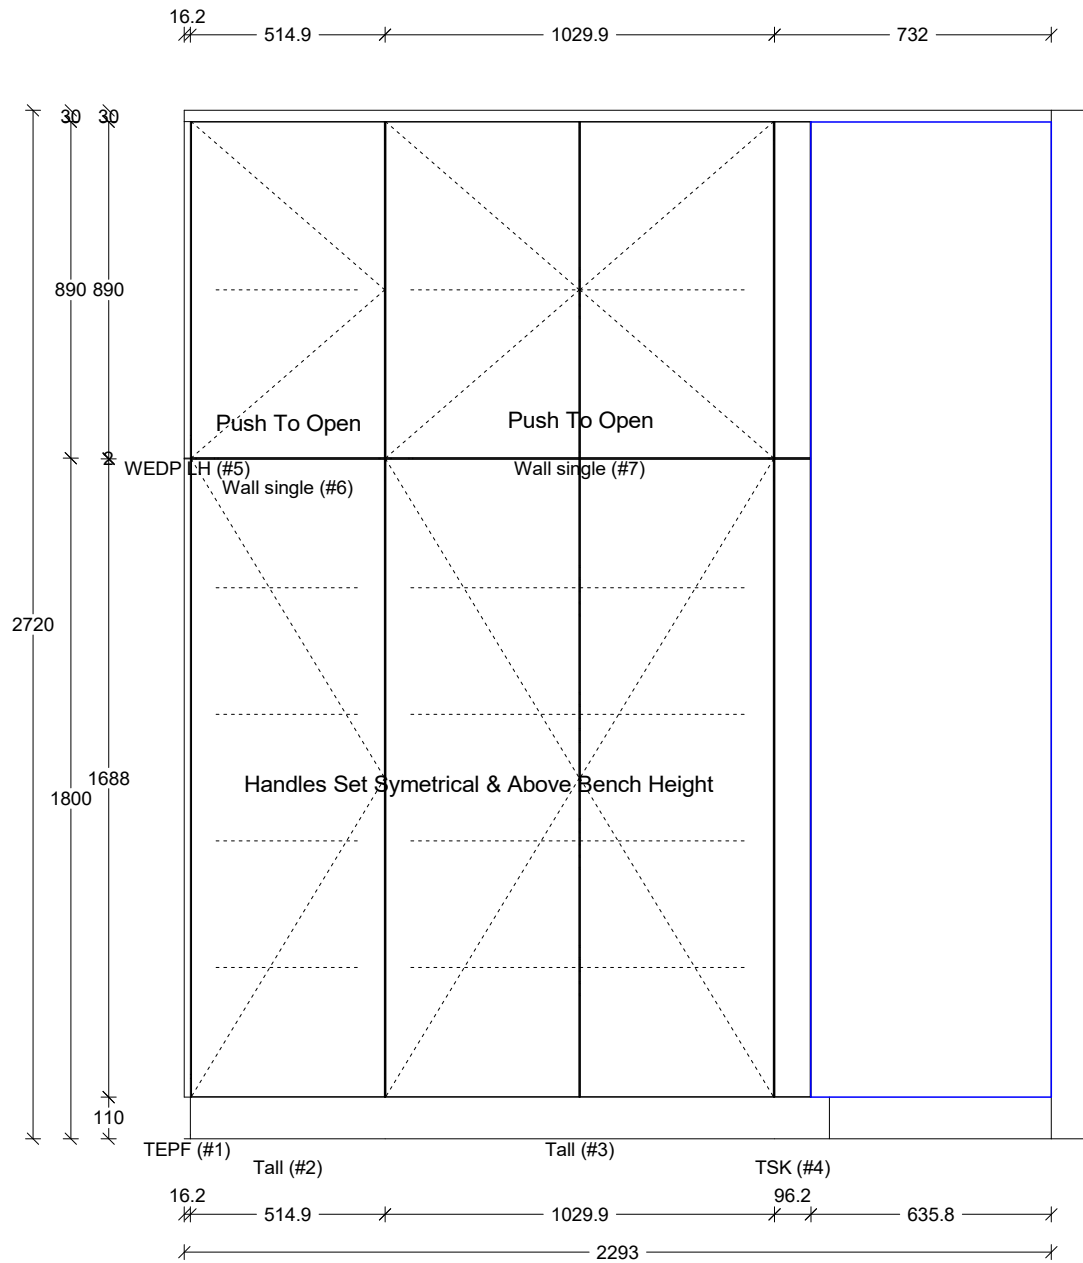 16.2
514.9
1029.9
732
30
30
890
890
Push To Open
Push To Open
2
WEDP LH (#5)
Wall single (#7)
Wall single (#6)
2720
1688
1800
Handles Set Symetrical & Above Bench Height
110
TEPF (#1)
Tall (#3)
Tall (#2)
TSK (#4)
16.2
96.2
514.9
1029.9
635.8
2293